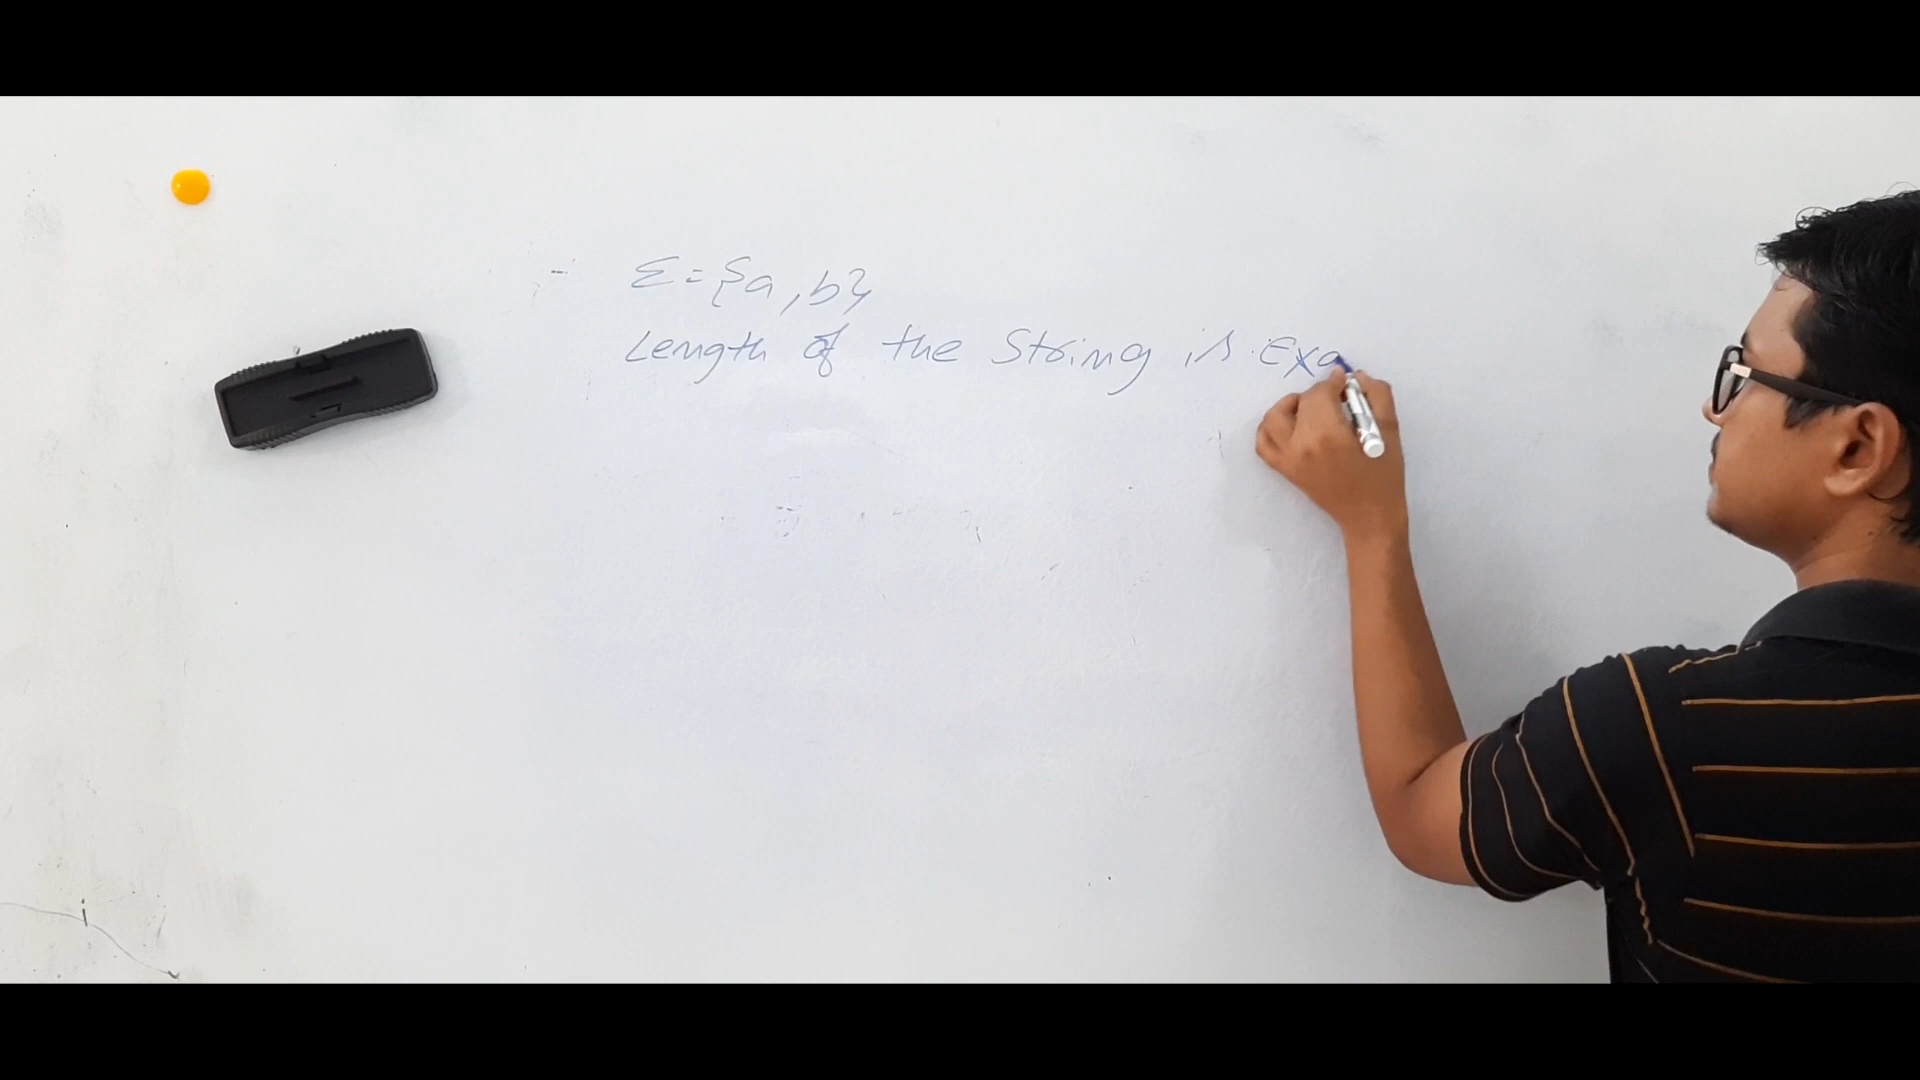 Σ = {a, b}
Length of the String is Exa